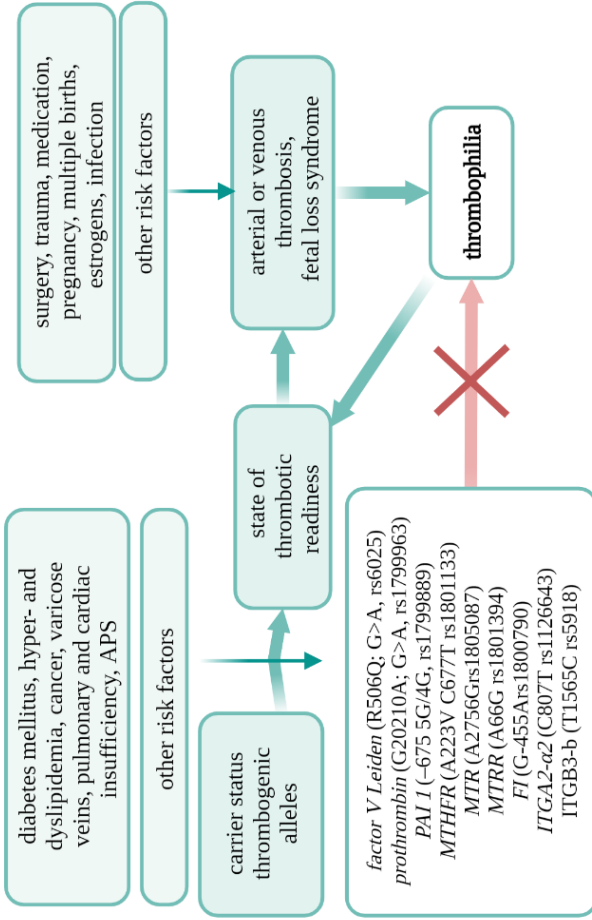 diabetes mellitus, hyper- and
dyslipidemia, cancer, varicose
veins, pulmonary and cardiac
insufficiency, APS
other risk factors
surgery, trauma, medication,
pregnancy, multiple births,
estrogens, infection
other risk factors
carrier status
thrombogenic
alleles
state of
thrombotic
readiness
arterial or venous
thrombosis,
fetal loss syndrome
factor V Leiden (R506Q; G>A, rs6025)
prothrombin (G20210A; G>A, rs1799963)
PAI 1 (–675 5G/4G, rs1799889)
MTHFR (A223V C677T rs1801133)
MTR (A2756Grs1805087)
MTRR (A66G rs1801394)
FI (G-455Ars1800790)
ITGA2-α2 (C807T rs1126643)
ITGB3-b (T1565C rs5918)
thrombophilia